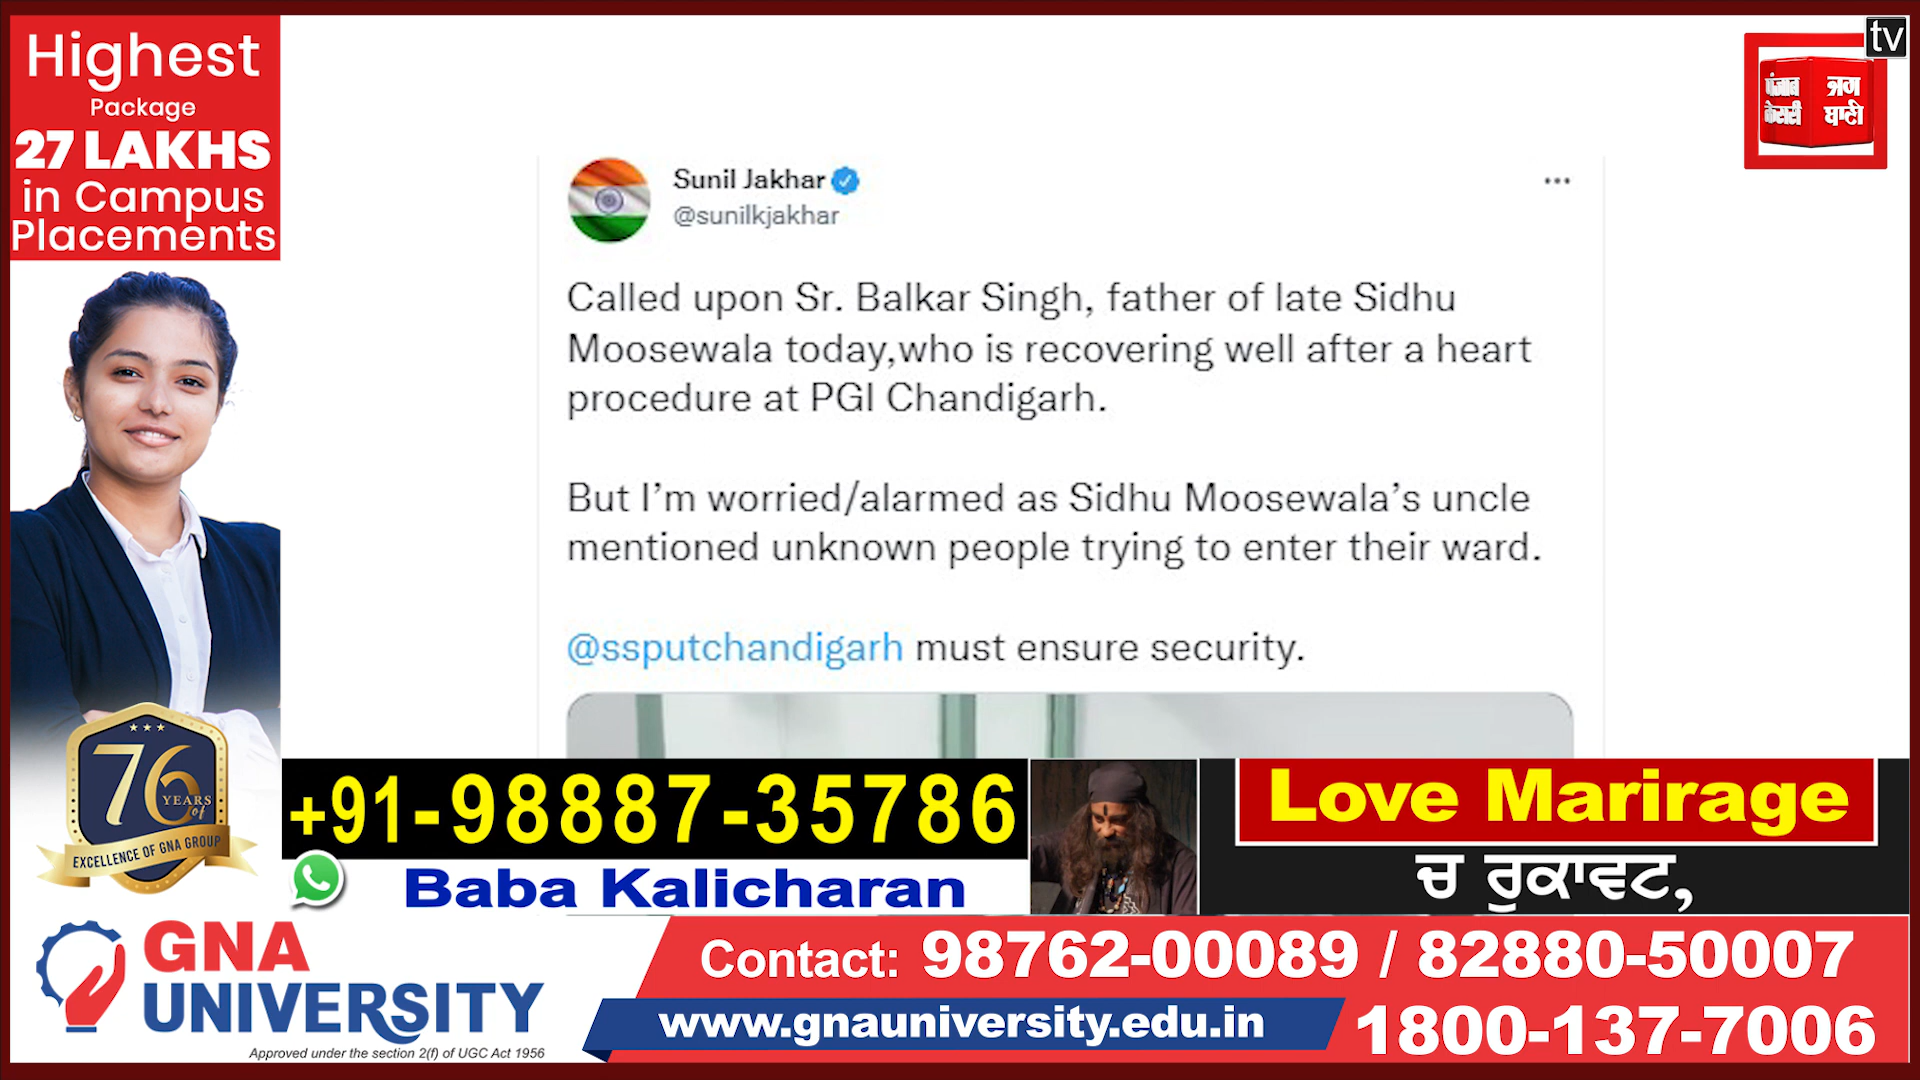 Highest
Package
27 LAKHS
in Campus
Placements
tv
ਪੰਜਾਬ ਜਗ
केसरी ਬਾਣੀ
Sunil Jakhar
@sunilkjakhar
Called upon Sr. Balkar Singh, father of late Sidhu
Moosewala today,who is recovering well after a heart
procedure at PGI Chandigarh.
But I’m worried/alarmed as Sidhu Moosewala’s uncle
mentioned unknown people trying to enter their ward.
@ssputchandigarh must ensure security.
76
YEARS
of
EXCELLENCE OF GNA GROUP
+91-98887-35786
Baba Kalicharan
Love Marirage
ਚ ਰੁਕਾਵਟ,
GNA
UNIVERSITY
Approved under the section 2(f) of UGC Act 1956
Contact: 98762-00089 / 82880-50007
www.gnauniversity.edu.in
1800-137-7006